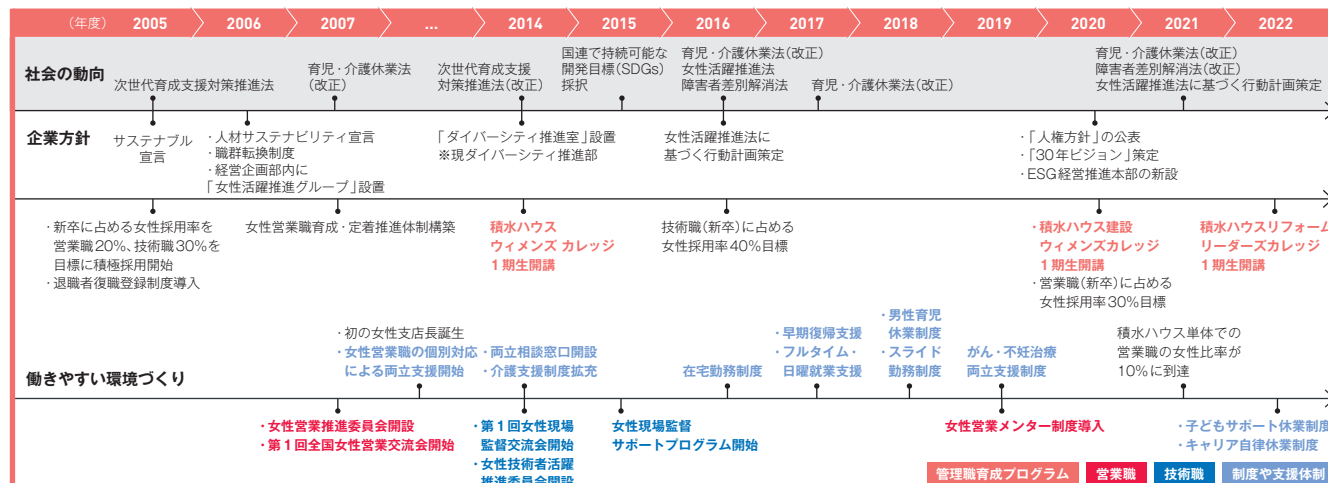 (年度) 2005 2006 2007 ... 2014 2015 2016 2017 2018 2019 2020 2021 2022
社会の動向
次世代育成支援対策推進法
育児・介護休業法
(改正)
次世代育成支援
対策推進法(改正)
国連で持続可能な
開発目標(SDGs)
採択
育児・介護休業法(改正)
女性活躍推進法
障害者差別解消法
育児・介護休業法(改正)
育児・介護休業法(改正)
障害者差別解消法(改正)
女性活躍推進法に基づく行動計画策定
企業方針
サステナブル
宣言
・人材サステナビリティ宣言
・職群転換制度
・経営企画部内に
「女性活躍推進グループ」設置
「ダイバーシティ推進室」設置
※現ダイバーシティ推進部
女性活躍推進法に
基づく行動計画策定
・「人権方針」の公表
・「30年ビジョン」策定
・ESG経営推進本部の新設
・新卒に占める女性採用率を
営業職20%、技術職30%を
目標に積極採用開始
・退職者復職登録制度導入
女性営業職育成・定着推進体制構築
積水ハウス
ウィメンズ カレッジ
1期生開講
技術職(新卒)に占める
女性採用率40%目標
・積水ハウス建設
ウィメンズカレッジ
1期生開講
・営業職(新卒)に占める
女性採用率30%目標
積水ハウスリフォーム
リーダーズカレッジ
1期生開講
働きやすい環境づくり
・初の女性支店長誕生
・女性営業職の個別対応
による両立支援開始
・両立相談窓口開設
・介護支援制度拡充
在宅勤務制度
・早期復帰支援
・フルタイム・
日曜就業支援
・男性育児
休業制度
・スライド
勤務制度
がん・不妊治療
両立支援制度
積水ハウス単体での
営業職の女性比率が
10%に到達
・女性営業推進委員会開設
・第1回全国女性営業交流会開始
・第1回女性現場
監督交流会開始
・女性技術者活躍
推進委員会開設
女性現場監督
サポートプログラム開始
女性営業メンター制度導入
・子どもサポート休業制度
・キャリア自律休業制度
管理職育成プログラム 営業職 技術職 制度や支援体制